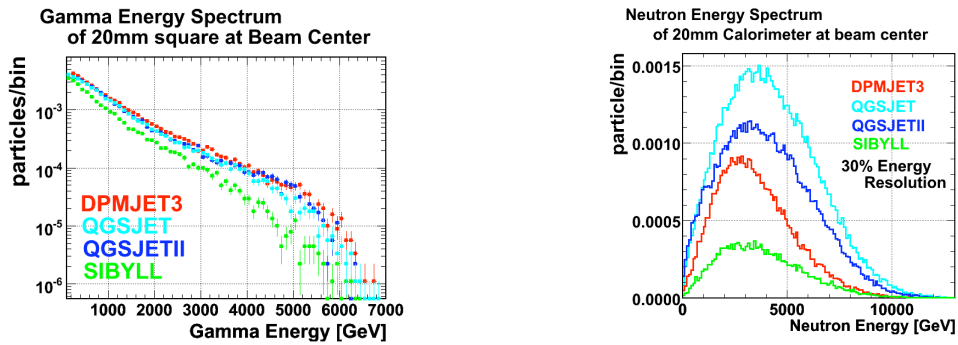 Gamma Energy Spectrum
of 20mm square at Beam Center
particles/bin
10-3
10-4
10-5
10-6
DPMJET3
QGSJET
QGSJETII
SIBYLL
1000 2000 3000 4000 5000 6000 7000
Gamma Energy [GeV]
Neutron Energy Spectrum
of 20mm Calorimeter at beam center
particle/bin
0.0015
0.0010
0.0005
0.0000
DPMJET3
QGSJET
QGSJETII
SIBYLL
30% Energy
Resolution
0 5000 10000
Neutron Energy [GeV]